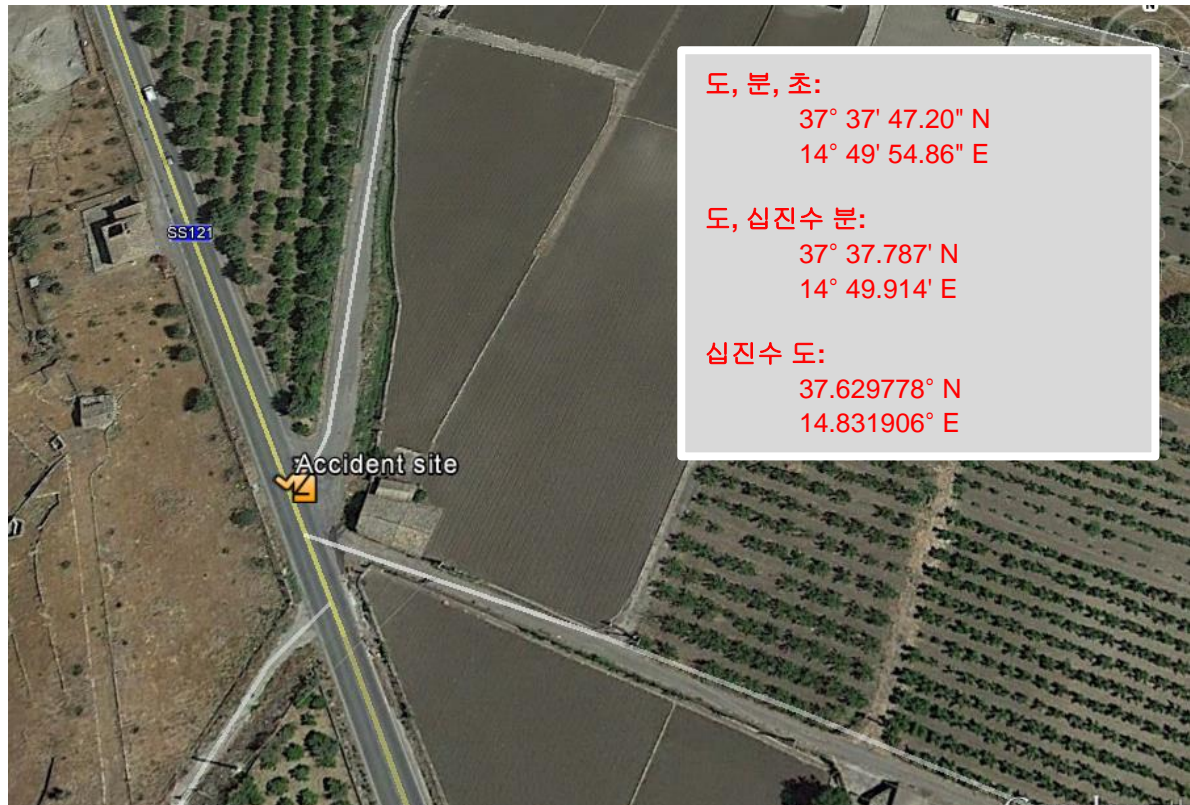 N
도, 분, 초:
37° 37' 47.20" N
14° 49' 54.86" E
도, 십진수 분:
37° 37.787' N
14° 49.914' E
십진수 도:
37.629778° N
14.831906° E
SS121
Accident site